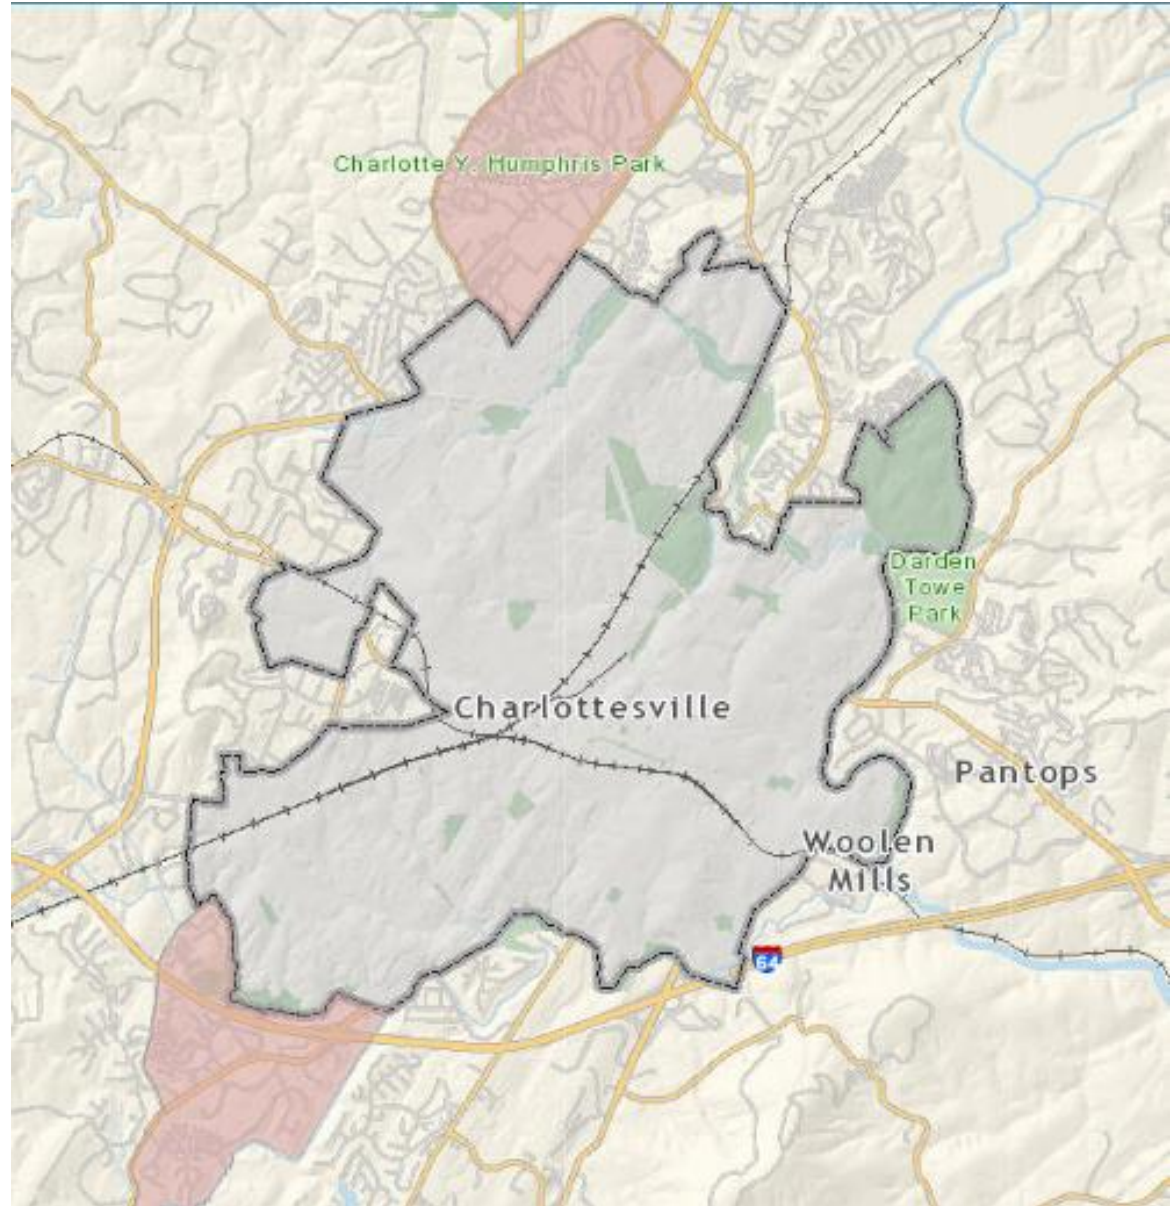 Charlotte Y. Humphris Park
Darden
Towe
Park
Charlottesville
Pantops
Woolen
Mills
64